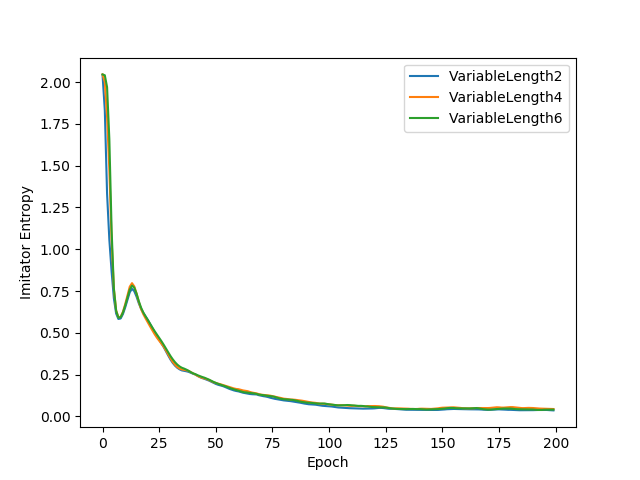 VariableLength2
VariableLength4
VariableLength6
2.00
1.75
1.50
1.25
1.00
0.75
0.50
0.25
0.00
Imitator Entropy
0 25 50 75 100 125 150 175 200
Epoch